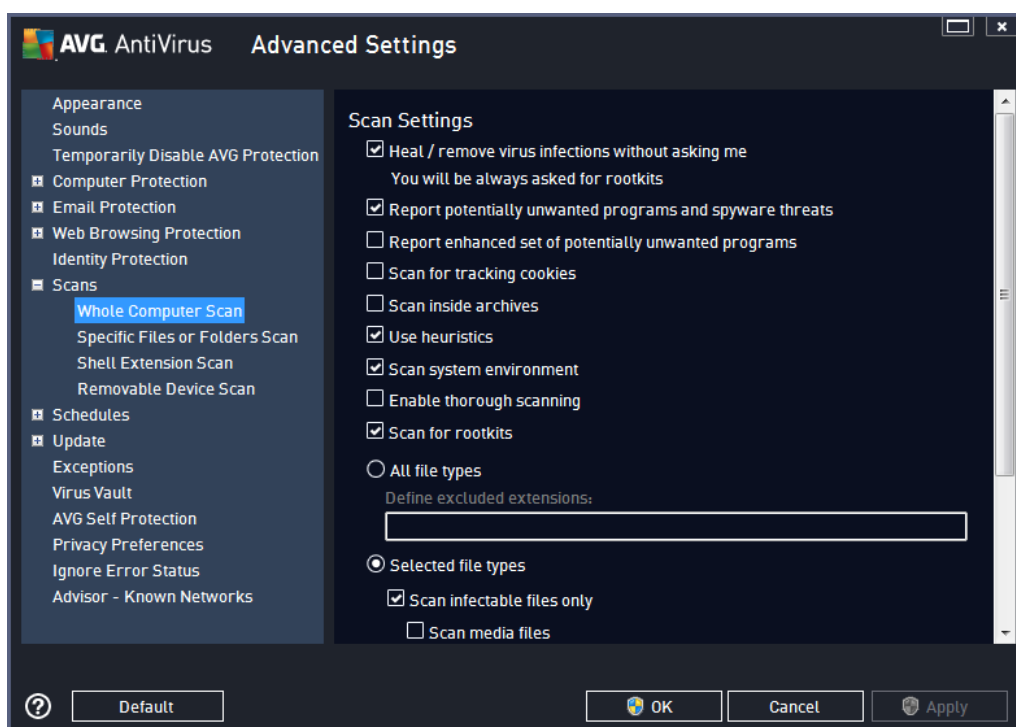 AVG. AntiVirus Advanced Settings
Appearance
Sounds
Temporarily Disable AVG Protection
Computer Protection
Email Protection
Web Browsing Protection
Identity Protection
Scans
Whole Computer Scan
Specific Files or Folders Scan
Shell Extension Scan
Removable Device Scan
Schedules
Update
Exceptions
Virus Vault
AVG Self Protection
Privacy Preferences
Ignore Error Status
Advisor - Known Networks
Scan Settings
Heal / remove virus infections without asking me
You will be always asked for rootkits
Report potentially unwanted programs and spyware threats
Report enhanced set of potentially unwanted programs
Scan for tracking cookies
Scan inside archives
Use heuristics
Scan system environment
Enable thorough scanning
Scan for rootkits
All file types
Define excluded extensions:
Selected file types
Scan infectable files only
Scan media files
? Default OK Cancel Apply